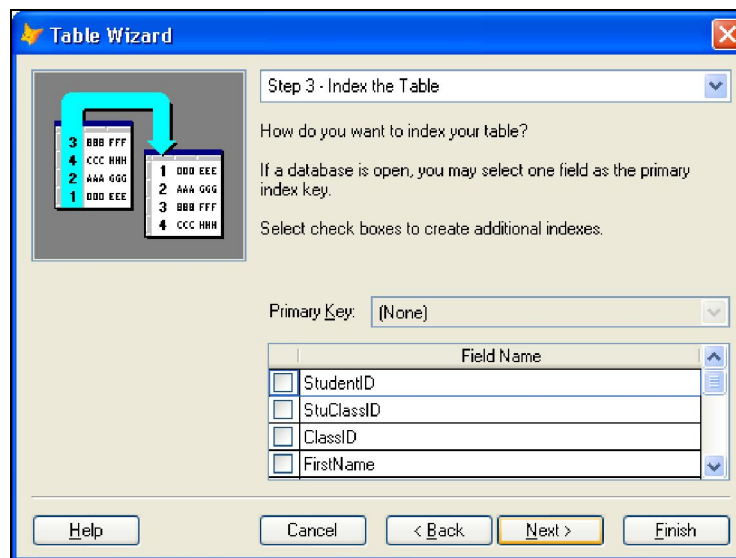 Table Wizard
Step 3 - Index the Table
How do you want to index your table?
If a database is open, you may select one field as the primary
index key.
Select check boxes to create additional indexes.
3 BBB FFF
4 CCC HHH
2 AAA GGG
1 DDD EEE
1 DDD EEE
2 AAA GGG
3 BBB FFF
4 CCC HHH
Primary Key: (None)
Field Name
StudentID
StuClassID
ClassID
FirstName
Help Cancel < Back Next > Finish